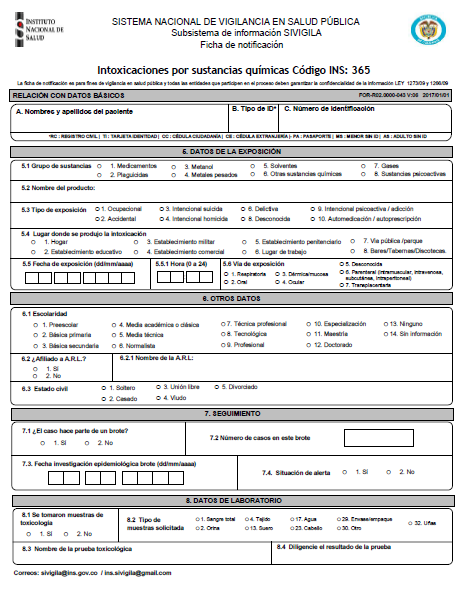 INSTITUTO
NACIONAL DE
SALUD
SISTEMA NACIONAL DE VIGILANCIA EN SALUD PÚBLICA
Subsistema de información SIVIGILA
Ficha de notificación
Intoxicaciones por sustancias químicas Código INS: 365
La ficha de notificación es para fines de vigilancia en salud pública y todas las entidades que participen en el proceso deben garantizar la confidencialidad de la información LEY 1273/09 y 1266/09
RELACIÓN CON DATOS BÁSICOS FOR-R02.0000-043 V:06 2017/01/01
A. Nombres y apellidos del paciente B. Tipo de ID* C. Número de identificación
*RC : REGISTRO CIVIL | TI : TARJETA IDENTIDAD | CC : CÉDULA CIUDADANÍA | CE : CÉDULA EXTRANJERÍA |- PA : PASAPORTE | MS : MENOR SIN ID | AS : ADULTO SIN ID
5. DATOS DE LA EXPOSICIÓN
5.1 Grupo de sustancias 1. Medicamentos 3. Metanol 5. Solventes 7. Gases
2. Plaguicidas 4. Metales pesados 6. Otras sustancias químicas 8. Sustancias psicoactivas
5.2 Nombre del producto:
5.3 Tipo de exposición 1. Ocupacional 3. Intencional suicida 6. Delictiva 9. Intencional psicoactiva / adicción
2. Accidental 4. Intencional homicida 8. Desconocida 10. Automedicación / autoprescripción
5.4 Lugar donde se produjo la intoxicación
1. Hogar 3. Establecimiento militar 5. Establecimiento penitenciario 7. Vía pública /parque
2. Establecimiento educativo 4. Establecimiento comercial 6. Lugar de trabajo 8. Bares/Tabernas/Discotecas.
5.5 Fecha de exposición (dd/mm/aaaa) 5.5.1 Hora (0 a 24) 5.6 Vía de exposición 5. Desconocida
1. Respiratoria 3. Dérmica/mucosa 6. Parenteral (intramuscular, intravenosa,
subcutánea, intraperitoneal)
2. Oral 4. Ocular 7. Transplacentaria
6. OTROS DATOS
6.1 Escolaridad
1. Preescolar 4. Media académica o clásica 7. Técnica profesional 10. Especialización 13. Ninguno
2. Básica primaria 5. Media técnica 8. Tecnológica 11. Maestría 14. Sin información
3. Básica secundaria 6. Normalista 9. Profesional 12. Doctorado
6.2 ¿Afiliado a A.R.L.? 6.2.1 Nombre de la A.R.L:
1. Sí
2. No
6.3 Estado civil 1. Soltero 3. Unión libre 5. Divorciado
2. Casado 4. Viudo
7. SEGUIMIENTO
7.1 ¿El caso hace parte de un brote?
1. Sí 2. No 7.2 Número de casos en este brote
7.3. Fecha investigación epidemiológica brote (dd/mm/aaaa)
7.4. Situación de alerta 1. Sí 2. No
8. DATOS DE LABORATORIO
8.1 Se tomaron muestras de
toxicología
1. Sí 2. No
8.2 Tipo de
muestras solicitada
1. Sangre total 4. Tejido 17. Agua 29. Envase/empaque 32. Uñas
2. Orina 13. Suero 23. Cabello 30. Otro
8.3 Nombre de la prueba toxicológica 8.4 Diligencie el resultado de la prueba
Correos: sivigila@ins.gov.co / ins.sivigila@gmail.com